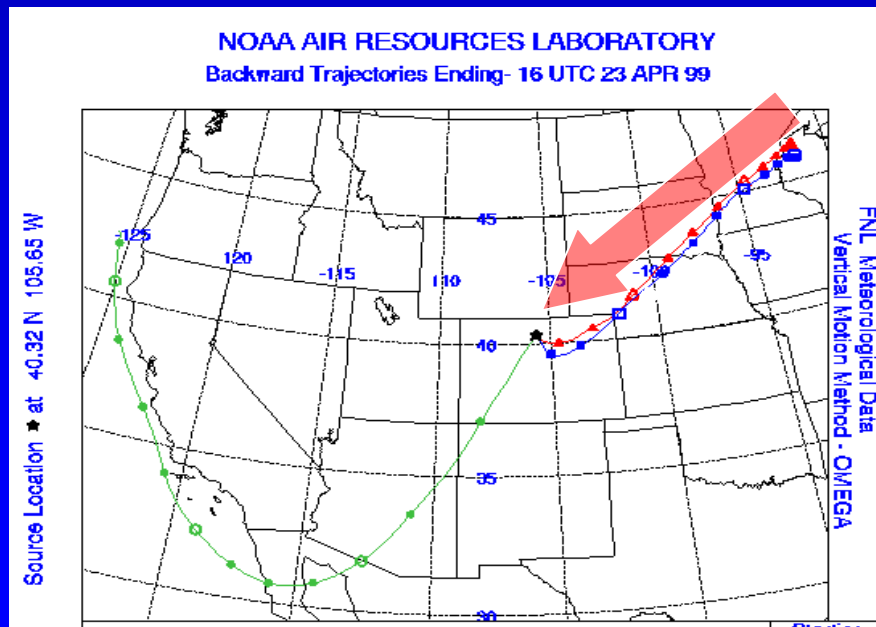 NOAA AIR RESOURCES LABORATORY
Backward Trajectories Ending- 16 UTC 23 APR 99
Source Location ★ at 40.32 N 105.65 W
-125
120
-115
110
-105
-100
-95
45
40
35
30
FNL Meteorological Data
Vertical Motion Method - OMEGA